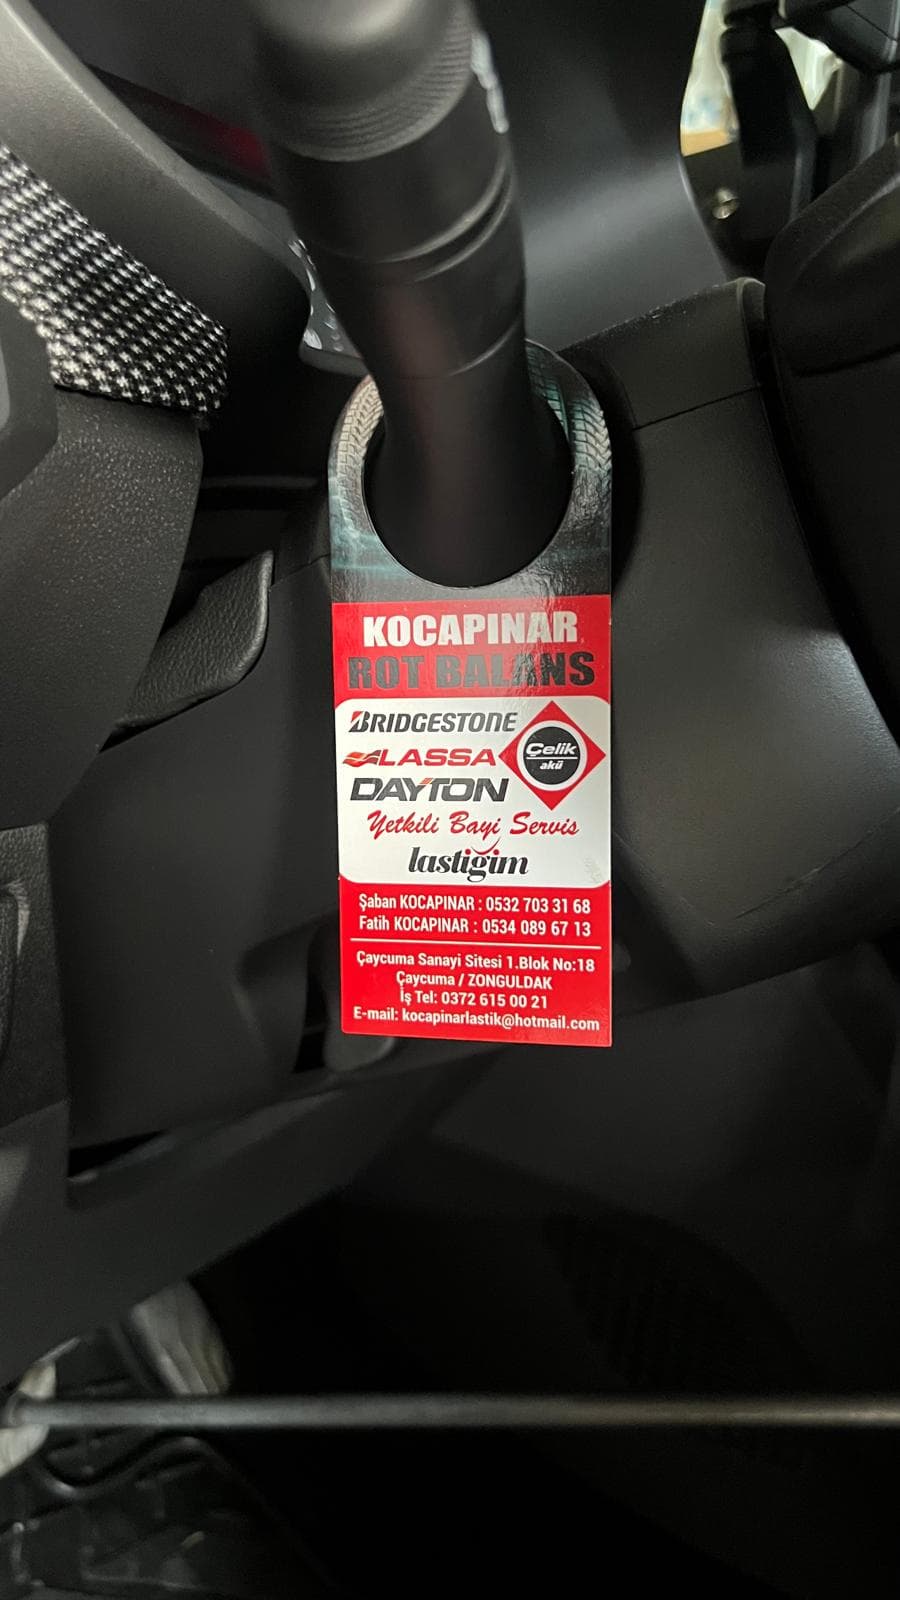 KOCAPINAR
ROT BALANS
BRIDGESTONE
LASSA
DAYTON
Çelik
akü
Yetkili Bayi Servis
lastiğim
Şaban KOCAPINAR : 0532 703 31 68
Fatih KOCAPINAR : 0534 089 67 13
Çaycuma Sanayi Sitesi 1.Blok No:18
Çaycuma / ZONGULDAK
İş Tel: 0372 615 00 21
E-mail: kocapinarlastik@hotmail.com